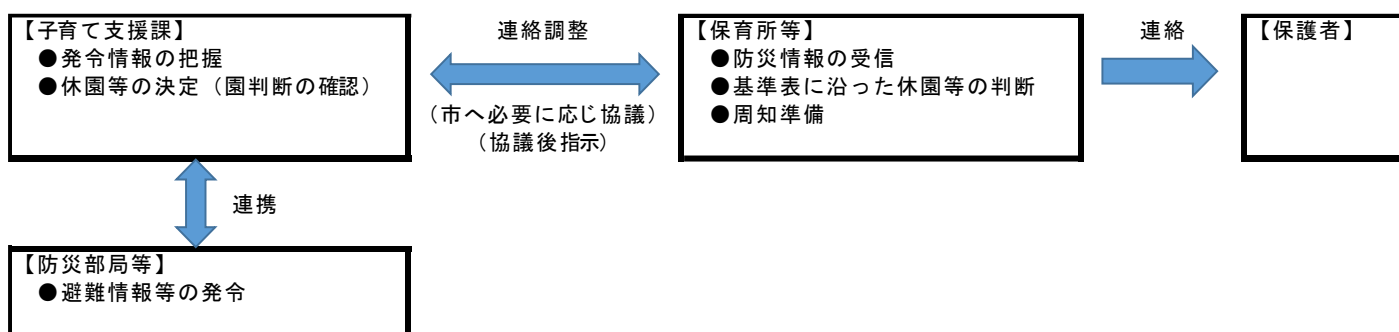 【子育て支援課】
●発令情報の把握
●休園等の決定（園判断の確認）
連絡調整
（市へ必要に応じ協議）
（協議後指示）
【保育所等】
●防災情報の受信
●基準表に沿った休園等の判断
●周知準備
連絡
【保護者】
連携
【防災部局等】
●避難情報等の発令